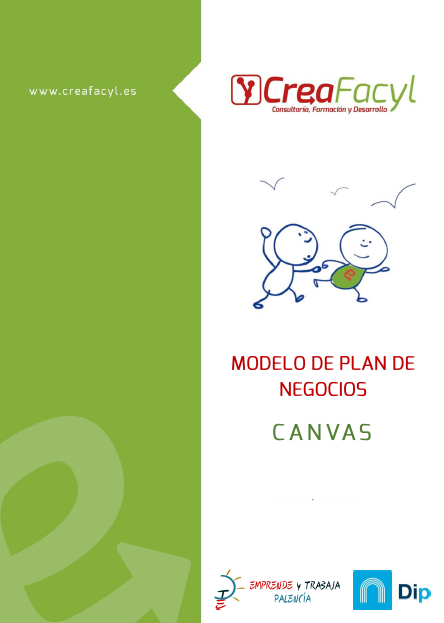 www.creafacyl.es
CreaFacyl
Consultoría, Formación y Desarrollo
e
MODELO DE PLAN DE
NEGOCIOS
CANVAS
EMPRENDE y TRABAJA
PALENCIA
Dip